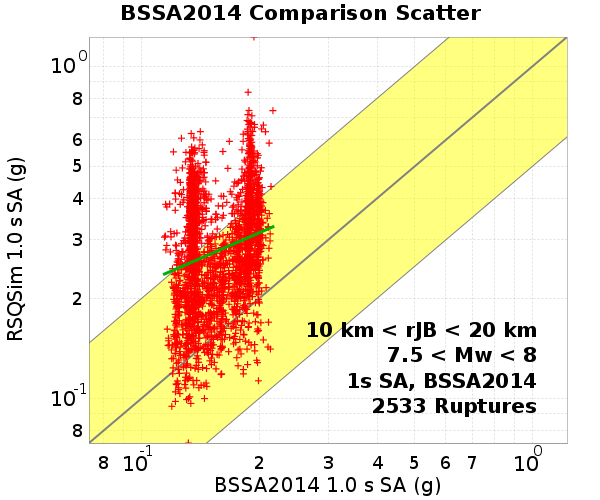 BSSA2014 Comparison Scatter
10⁰
8
6
5
4
3
2
10⁻¹
8
RSQSim 1.0 s SA (g)
10 km < rJB < 20 km
7.5 < Mw < 8
1s SA, BSSA2014
2533 Ruptures
8 10⁻¹ 2 3 4 5 6 7 8 10⁰
BSSA2014 1.0 s SA (g)